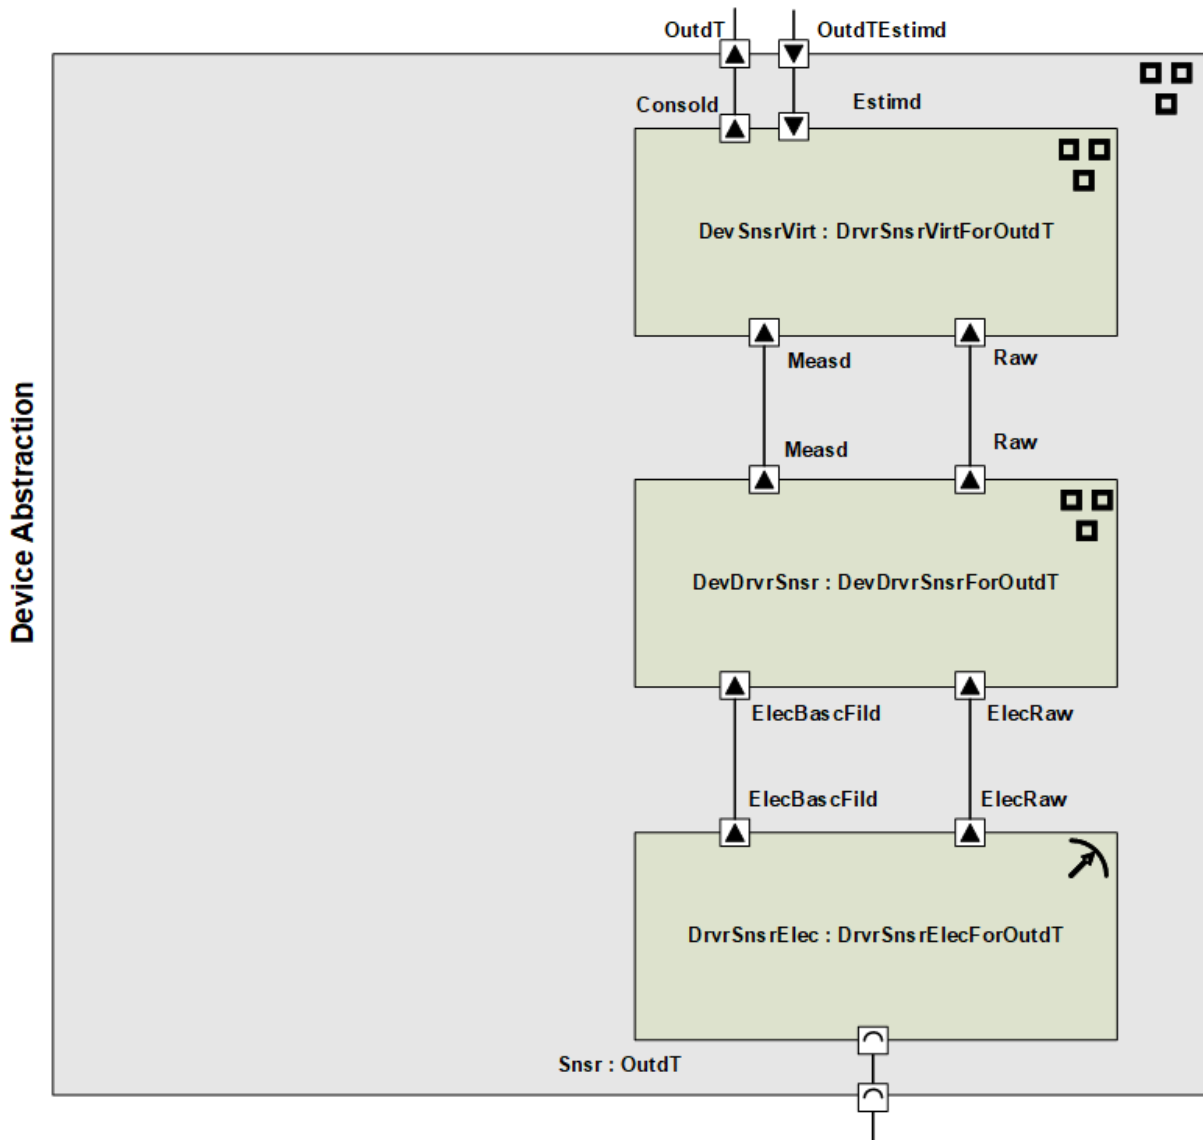 OutdT
OutdTEstimd
Consold
Estimd
DevSnsrVirt : DrvrSnsrVirtForOutdT
Measd
Raw
Measd
Raw
Device Abstraction
DevDrvrSnsr : DevDrvrSnsrForOutdT
ElecBascFild
ElecRaw
ElecBascFild
ElecRaw
DrvrSnsrElec : DrvrSnsrElecForOutdT
Snsr : OutdT